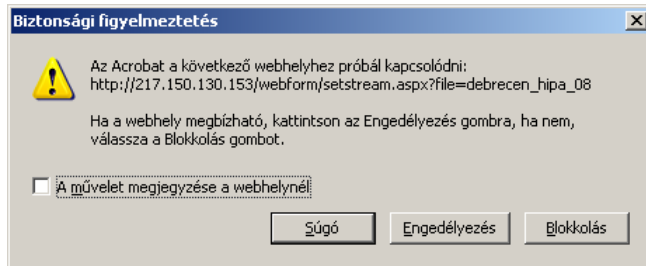 Biztonsági figyelmeztetés
Az Acrobat a következő webhelyhez próbál kapcsolódni:
http://217.150.130.153/webform/setstream.aspx?file=debrecen_hipa_08
Ha a webhely megbízható, kattintson az Engedélyezés gombra, ha nem,
válassza a Blokkolás gombot.
A művelet megjegyzése a webhelynél
Súgó Engedélyezés Blokkolás